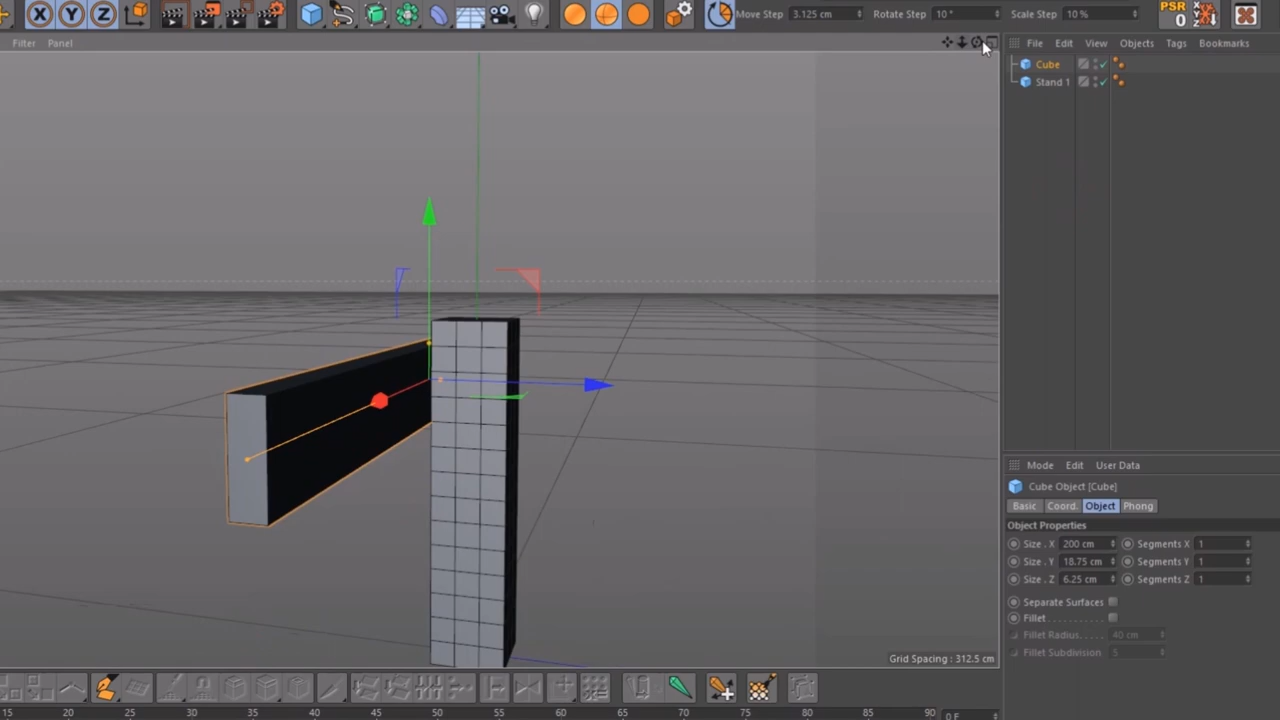 Move Step 3.125 cm Rotate Step 10 ° Scale Step 10 % PSR
0
Filter Panel File Edit View Objects Tags Bookmarks
Cube
Stand 1
Mode Edit User Data
Cube Object [Cube]
Basic Coord. Object Phong
Object Properties
Size . X 200 cm Segments X 1
Size . Y 18.75 cm Segments Y 1
Size . Z 6.25 cm Segments Z 1
Separate Surfaces
Fillet . . . . . . . . . .
Fillet Radius. . . . . 40 cm
Fillet Subdivision 5
Grid Spacing : 312.5 cm
15 20 25 30 35 40 45 50 55 60 65 70 75 80 85 90 0 F
X Y Z